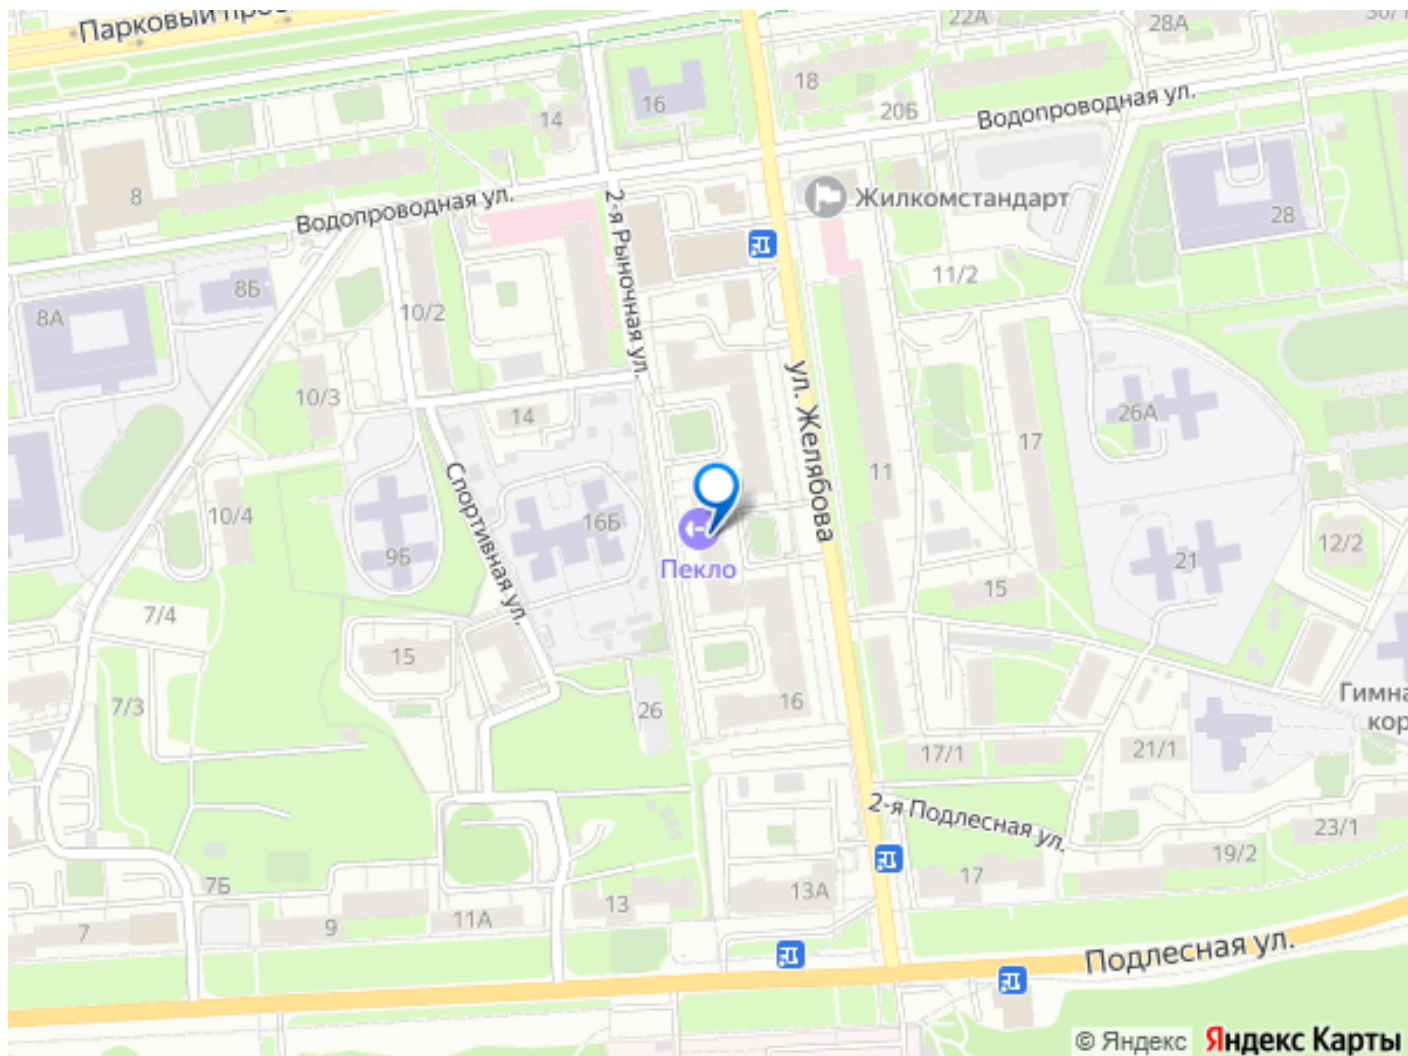 Парковый
22А
28А
18
16
14
20Б
Водопроводная ул.
8
Водопроводная ул.
2-я Рыночная ул.
Жилкомстандарт
28
8Б
8А
10/2
11/2
10/3
14
ул. Желябова
26А
17
11
Спортивная ул.
10/4
16Б
9Б
Пекло
12/2
21
15
7/4
15
7/3
26
16
Гимна
кор
17/1
21/1
2-я Подлесная ул.
23/1
19/2
7Б
17
13А
13
11А
9
7
Подлесная ул.
© Яндекс Яндекс Карты